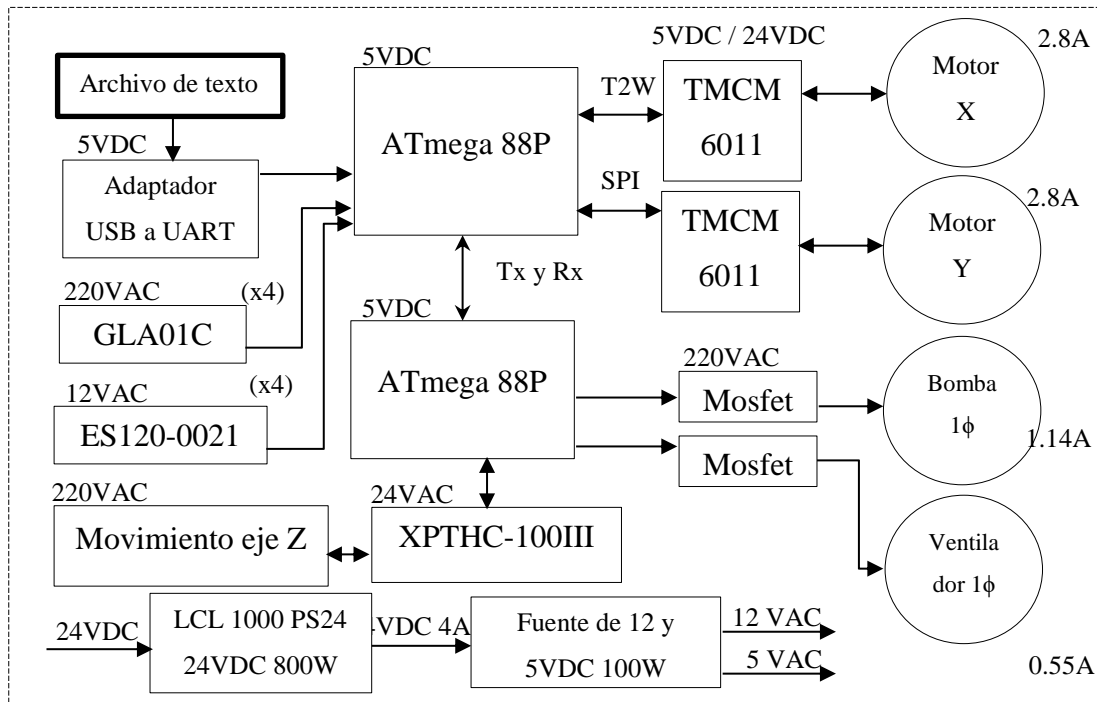 5VDC / 24VDC
2.8A
5VDC
Archivo de texto
T2W
TMCM
6011
Motor
X
5VDC
ATmega 88P
Adaptador
USB a UART
SPI
2.8A
TMCM
6011
Motor
Y
Tx y Rx
220VAC
(x4)
GLA01C
5VDC
ATmega 88P
220VAC
Mosfet
Bomba
1ϕ
1.14A
12VAC
(x4)
ES120-0021
Mosfet
220VAC
24VAC
Movimiento eje Z
XPTHC-100III
Ventila
dor 1ϕ
24VDC
LCL 1000 PS24
24VDC 800W
VDC 4A
Fuente de 12 y
5VDC 100W
12 VAC
5 VAC
0.55A